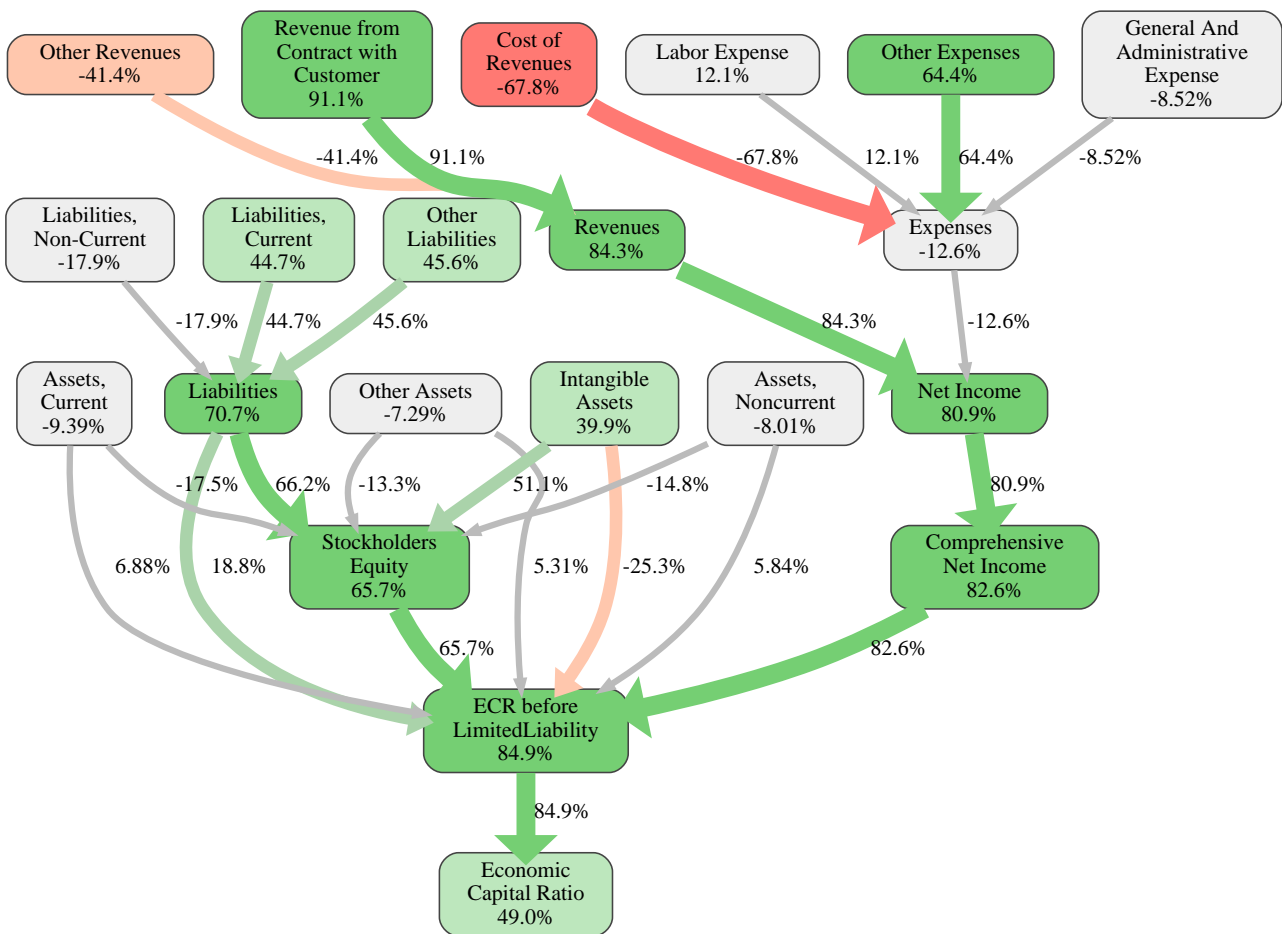 Other Revenues
-41.4%
Revenue from
Contract with
Customer
91.1%
Cost of
Revenues
-67.8%
Labor Expense
12.1%
Other Expenses
64.4%
General And
Administrative
Expense
-8.52%
-41.4%
91.1%
-67.8%
12.1%
64.4%
-8.52%
Liabilities,
Non-Current
-17.9%
Liabilities,
Current
44.7%
Other
Liabilities
45.6%
Revenues
84.3%
Expenses
-12.6%
-17.9%
44.7%
45.6%
84.3%
-12.6%
Assets,
Current
-9.39%
Liabilities
70.7%
Other Assets
-7.29%
Intangible
Assets
39.9%
Assets,
Noncurrent
-8.01%
Net Income
80.9%
-17.5%
66.2%
-13.3%
51.1%
-14.8%
80.9%
Stockholders
Equity
65.7%
Comprehensive
Net Income
82.6%
6.88%
18.8%
5.31%
-25.3%
5.84%
65.7%
82.6%
ECR before
LimitedLiability
84.9%
84.9%
Economic
Capital Ratio
49.0%